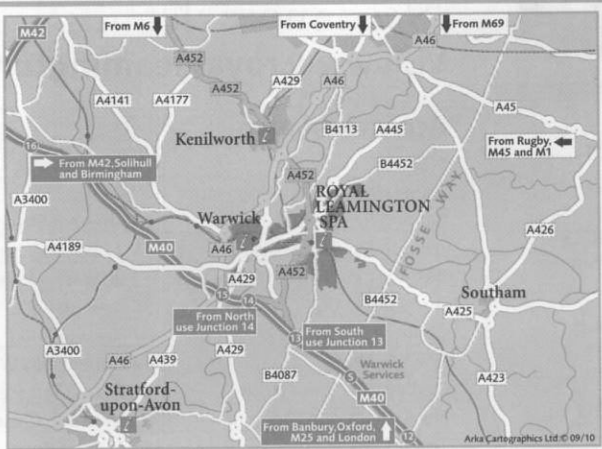 From M6
From Coventry
From M69
M42
A46
A452
A452
A429
A46
A4141
A4177
A45
B4113
A445
Kenilworth
i
From Rugby,
M45 and M1
16
From M42, Solihull
and Birmingham
B4452
A452
ROYAL
LEAMINGTON
SPA
A3400
Warwick
i
i
FOSSE WAY
A426
A4189
M40
A46
A429
A452
15
14
B4452
Southam
A425
From North
use Junction 14
13
From South
use Junction 13
A3400
A46
A439
A429
B4087
Warwick
Services
S
A423
Stratford-
upon-Avon
i
M40
From Banbury, Oxford,
M25 and London
12
Arka Cartographics Ltd © 09/10